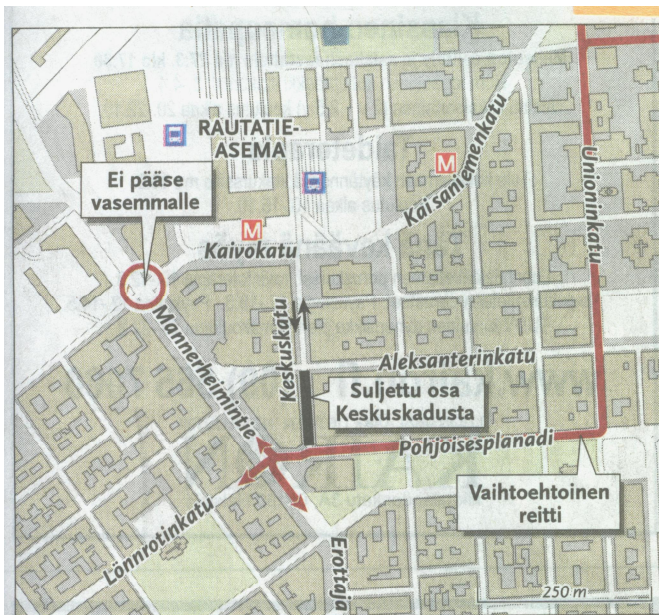 RAUTATIE-
ASEMA
Ei pääse
vasemmalle
M
M
Kaisaniemenkatu
Unioninkatu
Kaivokatu
Mannerheimintie
Keskuskatu
Aleksanterinkatu
Suljettu osa
Keskuskadusta
Pohjoisesplanadi
Vaihtoehtoinen
reitti
Lönnrotinkatu
Erottaja
250 m